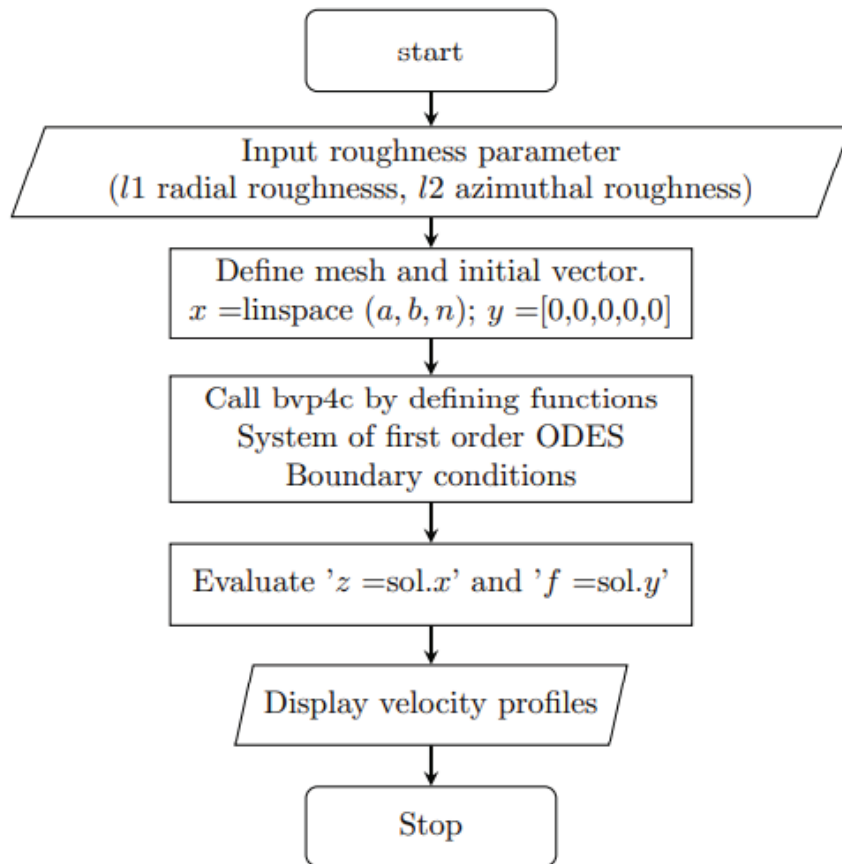 start
Input roughness parameter
(l1 radial roughnesss, l2 azimuthal roughness)
Define mesh and initial vector.
x =linspace (a, b, n); y =[0,0,0,0,0]
Call bvp4c by defining functions
System of first order ODES
Boundary conditions
Evaluate ’z =sol.x’ and ’f =sol.y’
Display velocity profiles
Stop